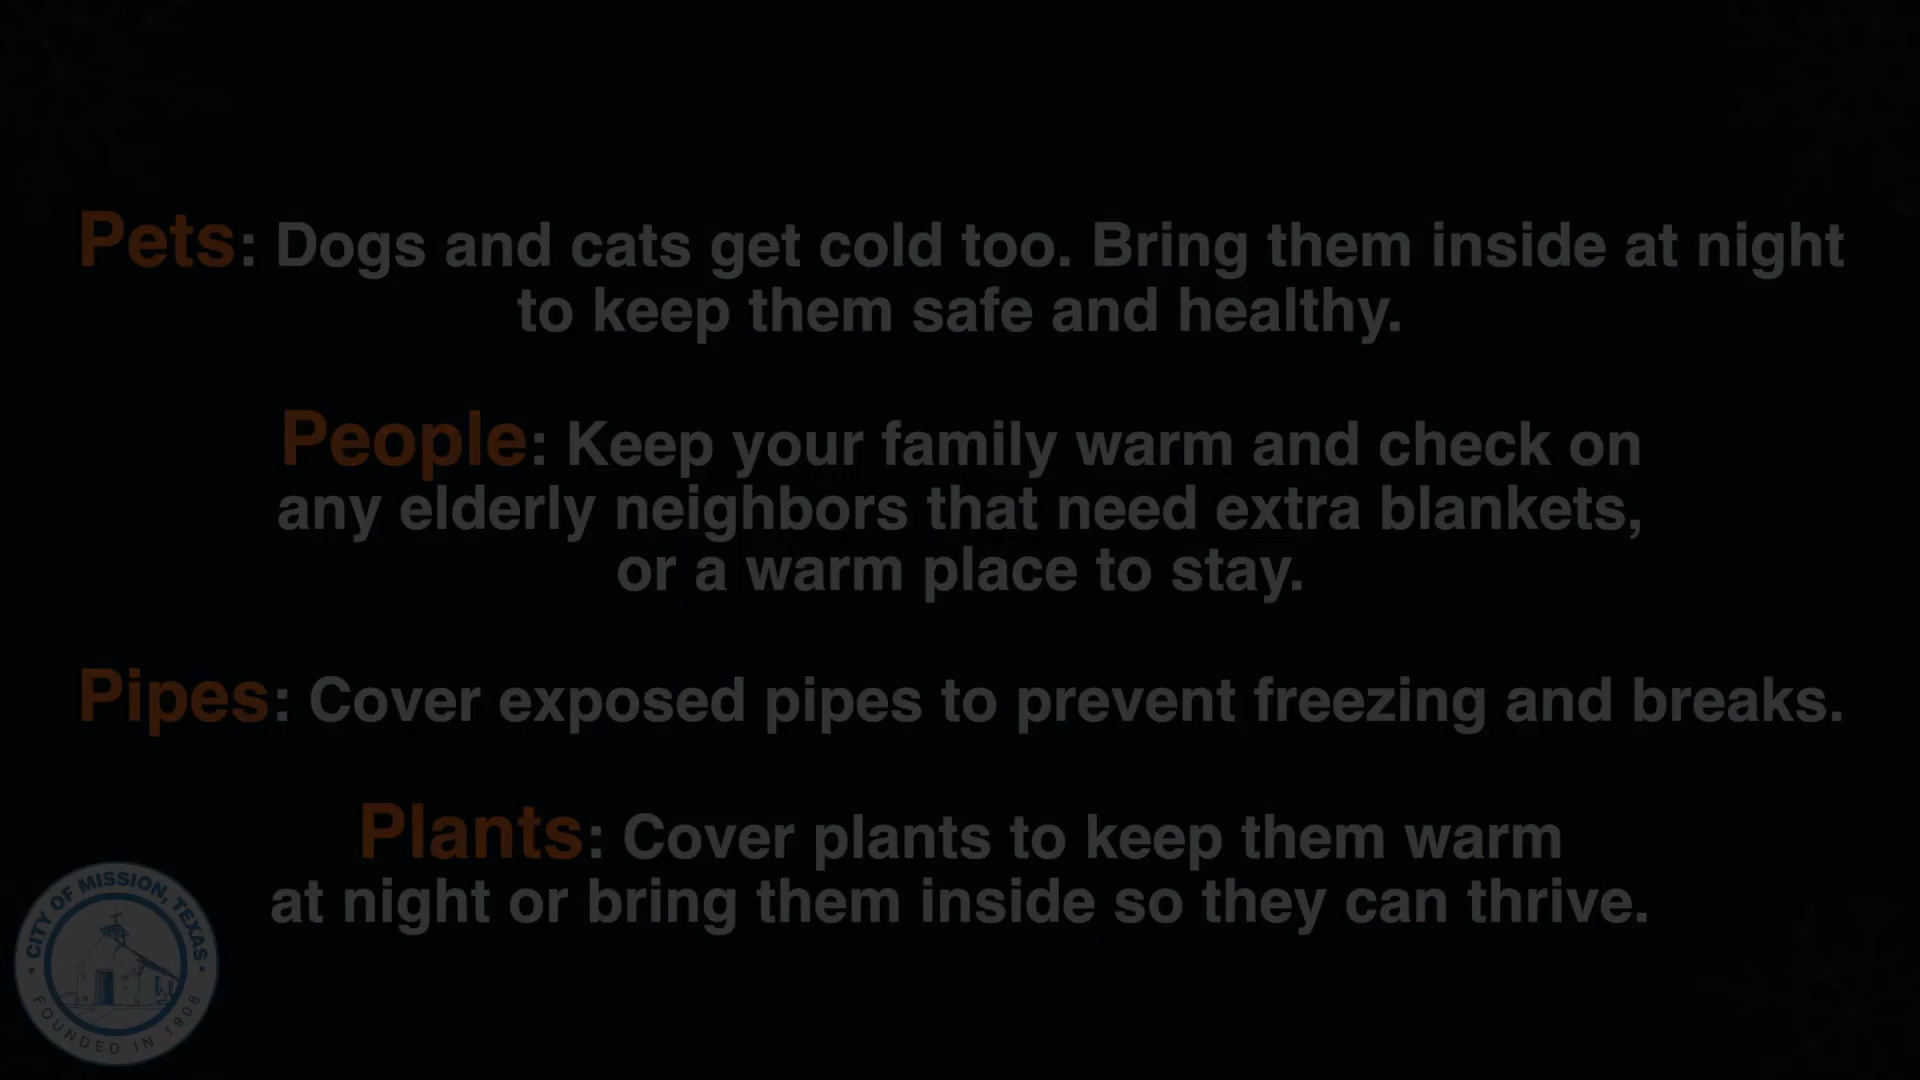 Pets: Dogs and cats get cold too. Bring them inside at night
to keep them safe and healthy.
People: Keep your family warm and check on
any elderly neighbors that need extra blankets,
or a warm place to stay.
Pipes: Cover exposed pipes to prevent freezing and breaks.
Plants: Cover plants to keep them warm
at night or bring them inside so they can thrive.
• CITY OF MISSION, TEXAS •
FOUNDED IN 1908